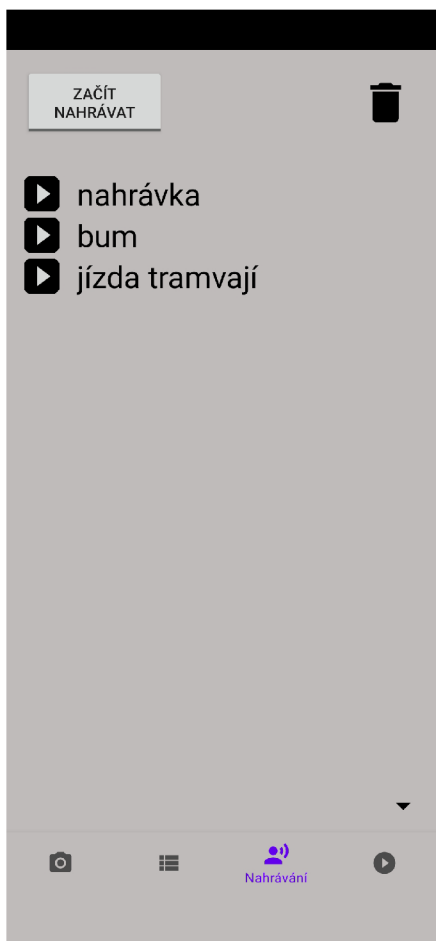 ZAČÍT
NAHRÁVAT
nahrávka
bum
jízda tramvají
Nahrávání